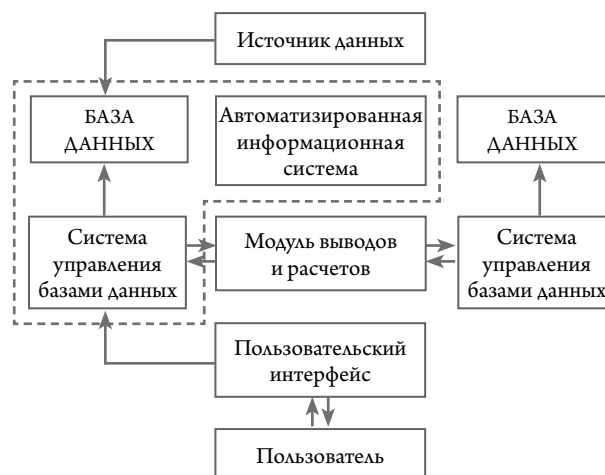 Источник данных
БАЗА
ДАННЫХ
Автоматизированная
информационная
система
БАЗА
ДАННЫХ
Система
управления
базами данных
Модуль выводов
и расчетов
Система
управления
базами данных
Пользовательский
интерфейс
Пользователь